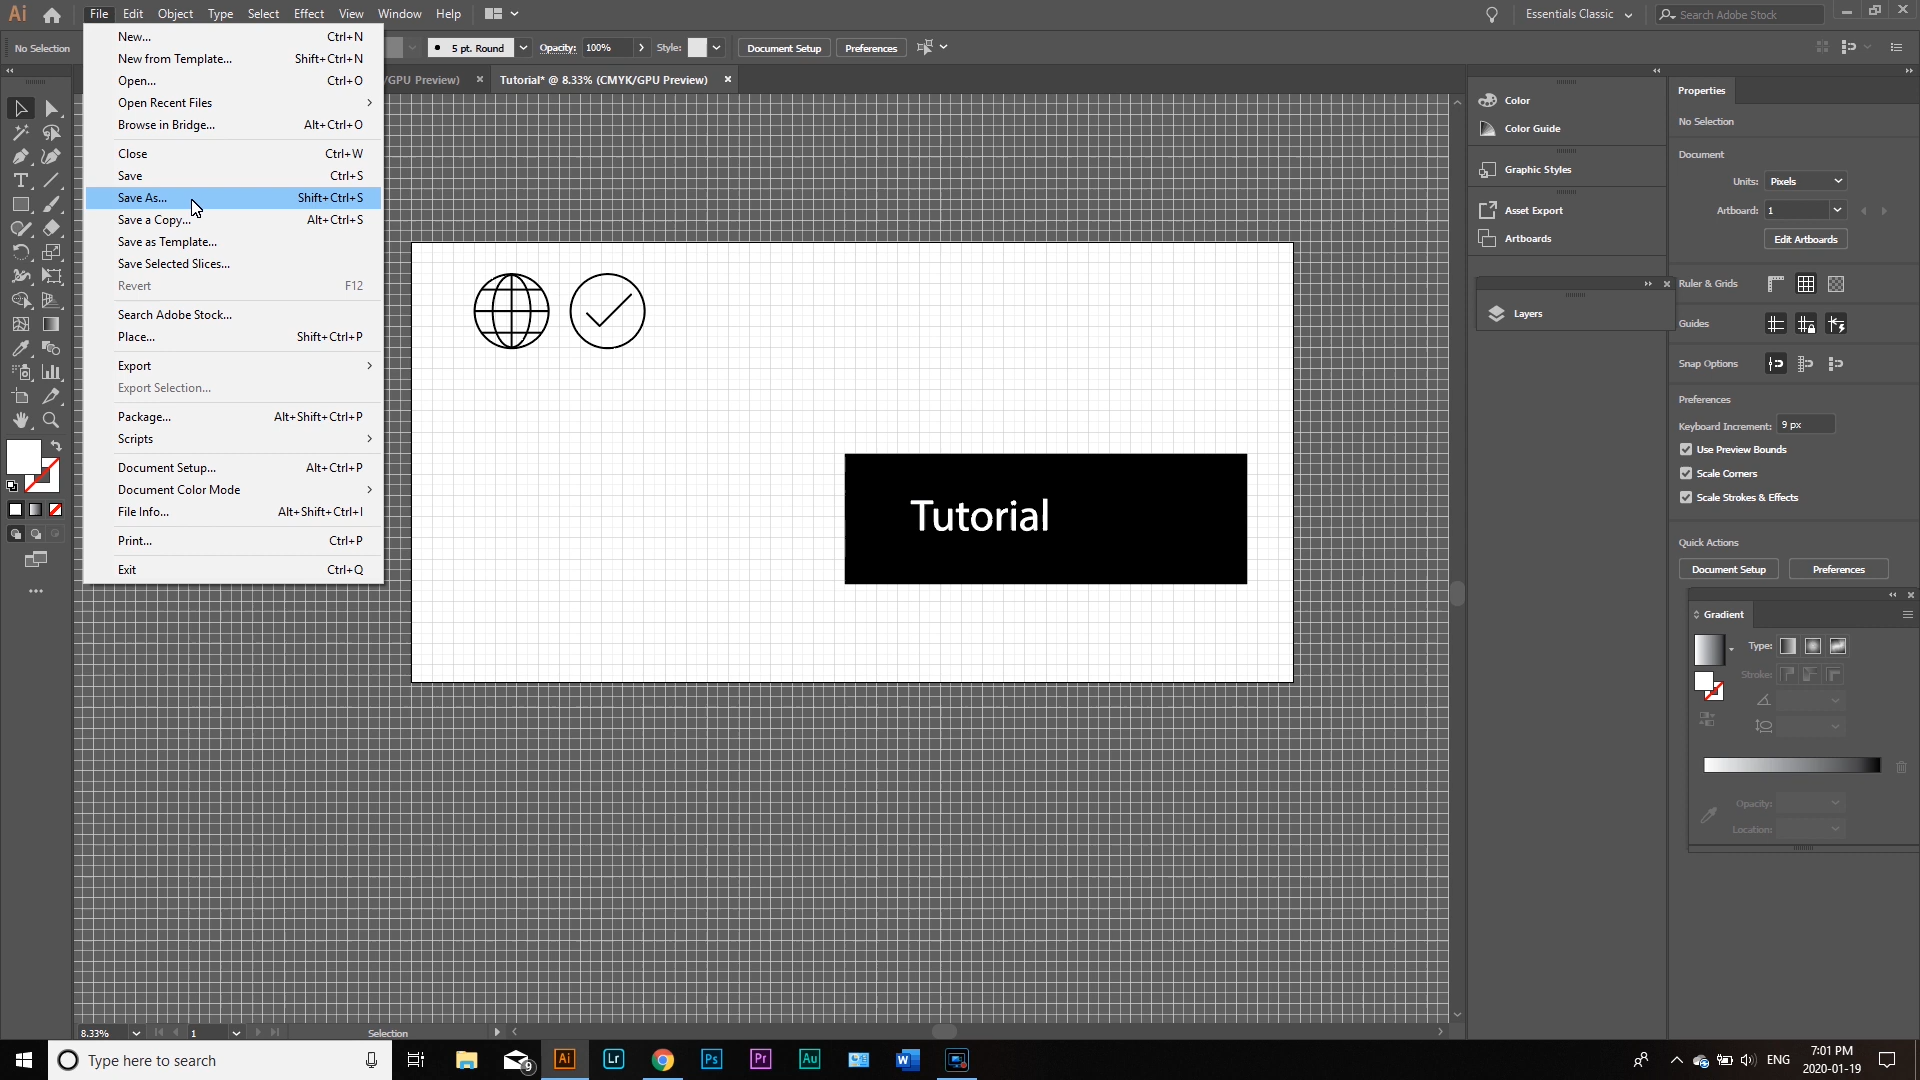 Ai File Edit Object Type Select Effect View Window Help Essentials Classic Search Adobe Stock
No Selection 5 pt. Round Opacity: 100% Style: Document Setup Preferences
/GPU Preview) × Tutorial* @ 8.33% (CMYK/GPU Preview) ×
New... Ctrl+N
New from Template... Shift+Ctrl+N
Open... Ctrl+O
Open Recent Files
Browse in Bridge... Alt+Ctrl+O
Close Ctrl+W
Save Ctrl+S
Save As... Shift+Ctrl+S
Save a Copy... Alt+Ctrl+S
Save as Template...
Save Selected Slices...
Revert F12
Search Adobe Stock...
Place... Shift+Ctrl+P
Export
Export Selection...
Package... Alt+Shift+Ctrl+P
Scripts
Document Setup... Alt+Ctrl+P
Document Color Mode
File Info... Alt+Shift+Ctrl+I
Print... Ctrl+P
Exit Ctrl+Q
Tutorial
Color
Color Guide
Graphic Styles
Asset Export
Artboards
Layers
Properties
No Selection
Document
Units: Pixels
Artboard: 1
Edit Artboards
Ruler & Grids
Guides
Snap Options
Preferences
Keyboard Increment: 9 px
Use Preview Bounds
Scale Corners
Scale Strokes & Effects
Quick Actions
Document Setup Preferences
Gradient
Type:
Stroke:
Opacity:
Location:
8.33% 1 Selection
Type here to search 9 Ai Lr Ps Pr Au W ENG 7:01 PM
2020-01-19